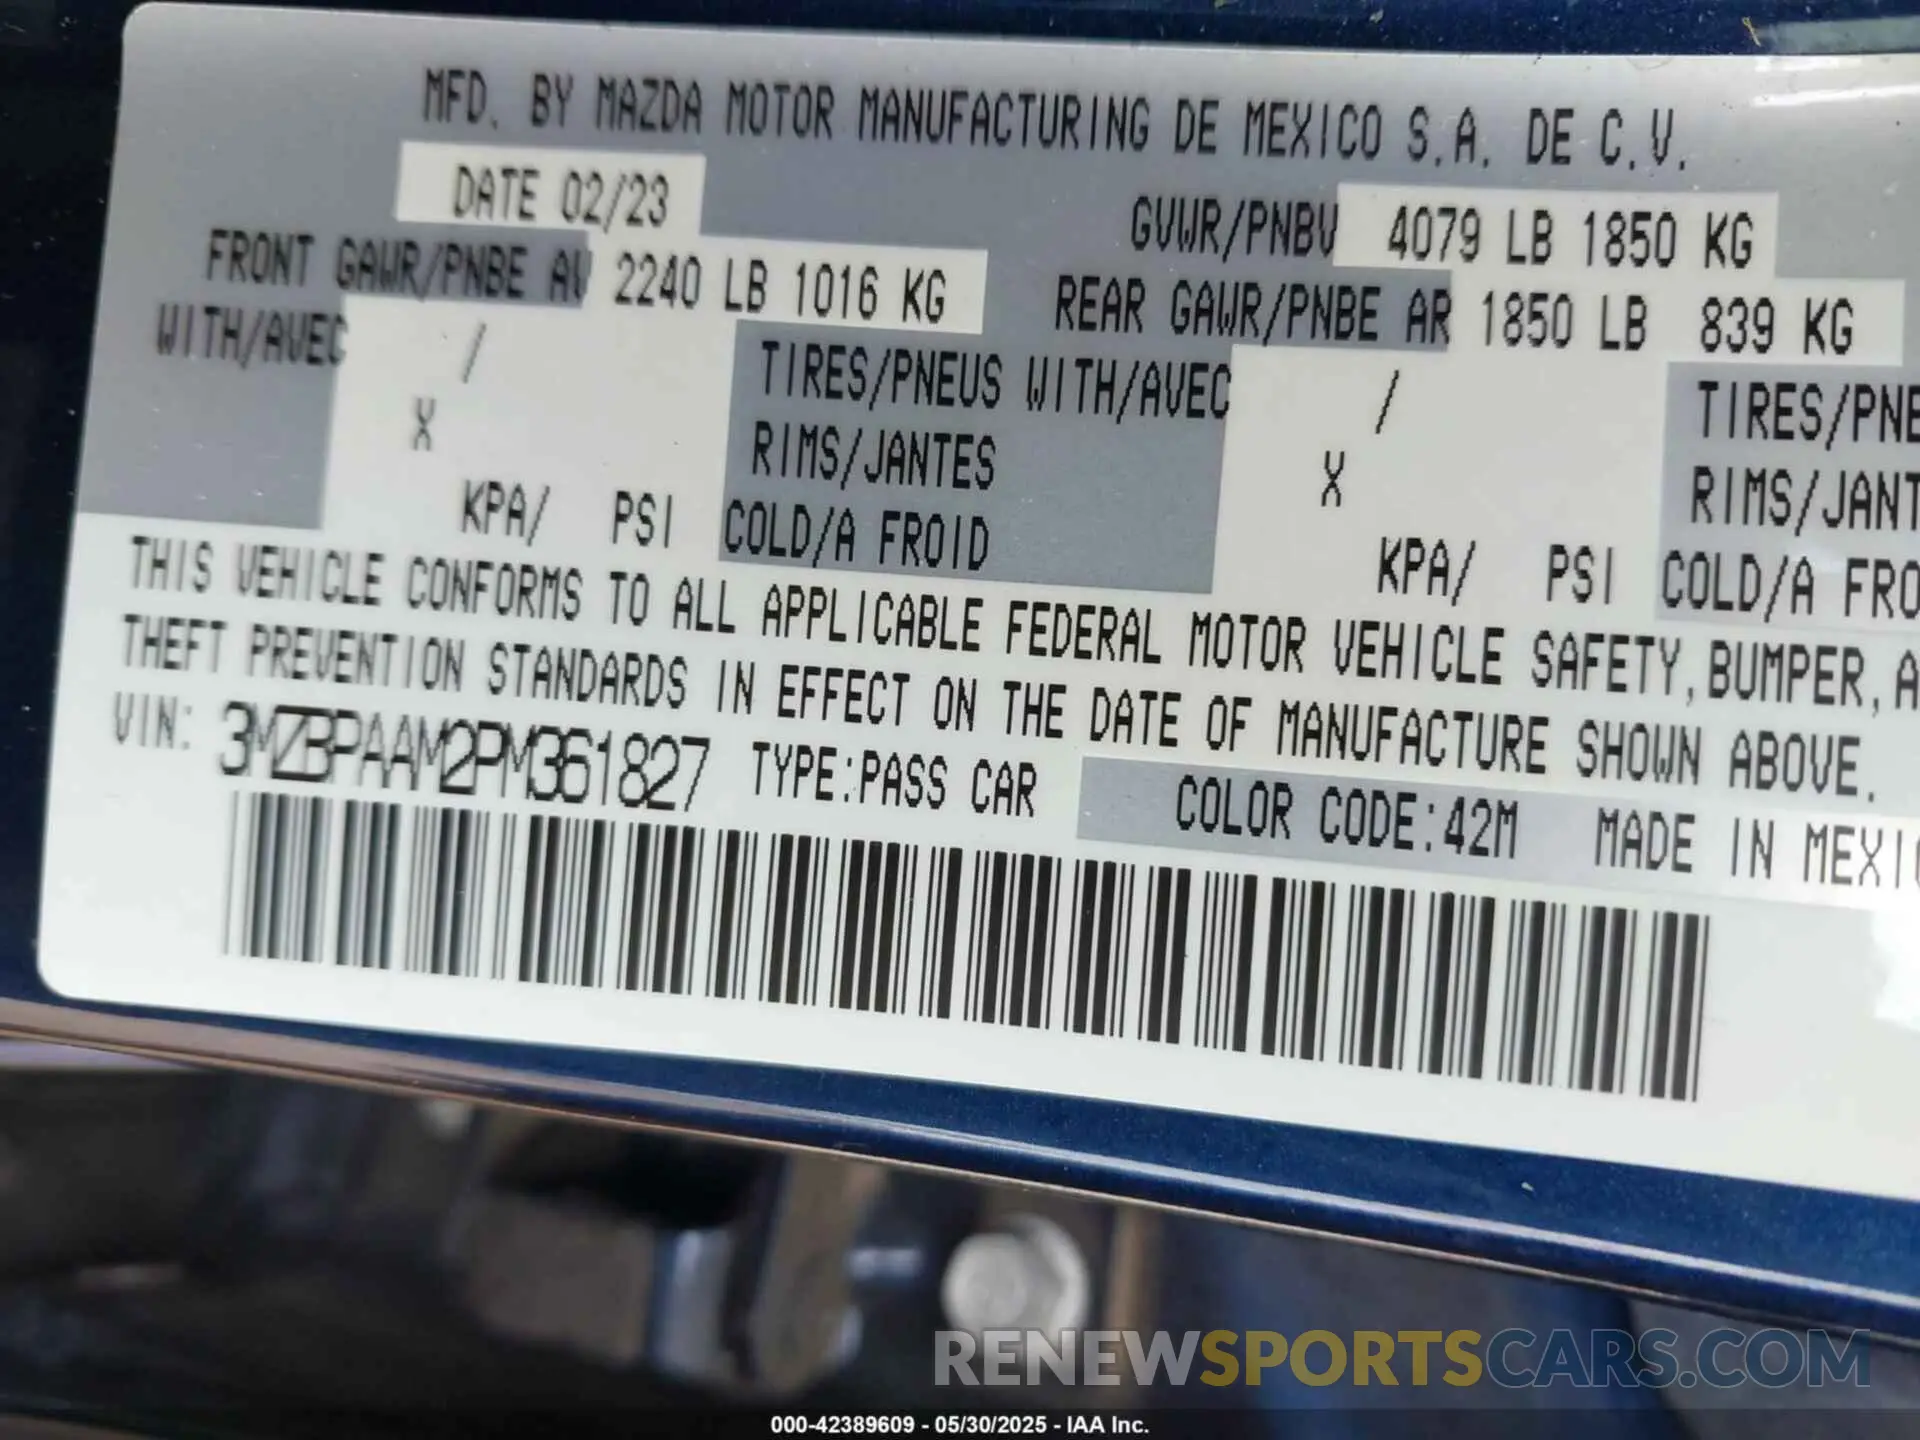 MFD. BY MAZDA MOTOR MANUFACTURING DE MEXICO S.A. DE C.V.
DATE 02/23 GVWR/PNBV 4079 LB 1850 KG
FRONT GAWR/PNBE AV 2240 LB 1016 KG REAR GAWR/PNBE AR 1850 LB 839 KG
WITH/AVEC / TIRES/PNEUS WITH/AVEC / TIRES/PNE
X RIMS/JANTES X RIMS/JANT
KPA/ PSI COLD/A FROID KPA/ PSI COLD/A FRO
THIS VEHICLE CONFORMS TO ALL APPLICABLE FEDERAL MOTOR VEHICLE SAFETY, BUMPER, A
THEFT PREVENTION STANDARDS IN EFFECT ON THE DATE OF MANUFACTURE SHOWN ABOVE.
VIN: 3MZBPAAM2PM361827 TYPE:PASS CAR COLOR CODE:42M MADE IN MEXIC
RENEWSPORTSCARS.COM
000-42389609 - 05/30/2025 - IAA Inc.